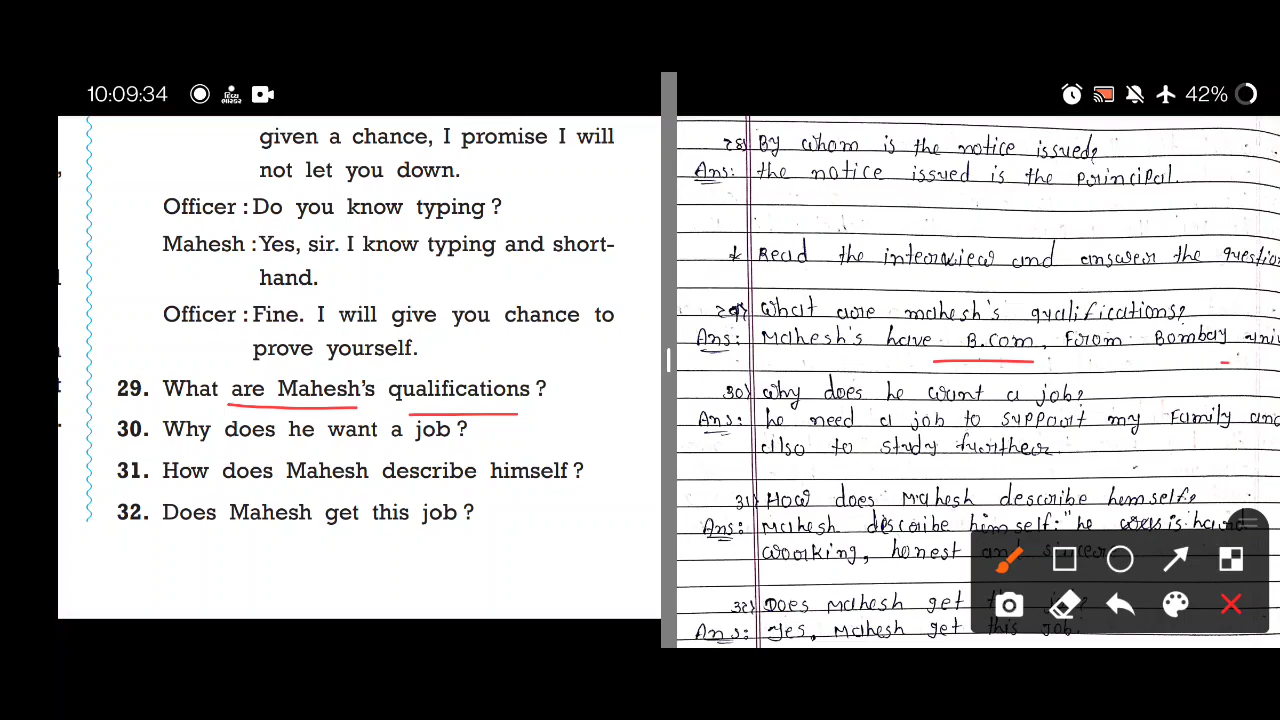 10:09:34
42%
given a chance, I promise I will
not let you down.
Officer : Do you know typing ?
Mahesh : Yes, sir. I know typing and short-
hand.
Officer : Fine. I will give you chance to
prove yourself.
29. What are Mahesh's qualifications ?
30. Why does he want a job ?
31. How does Mahesh describe himself ?
32. Does Mahesh get this job ?
28) By whom is the notice issued?
Ans: the notice issued is the principal.
* Read the interview and answer the
29) What are mahesh's qualifications?
Ans: Mahesh's have B.Com, From Bombay
30) why does he want a job?
Ans: he need a job to support my Family and
also to study further.
31) How does Mahesh describe hemself?
Ans: Mahesh describe himself: "he is hard
working, honest and
32) Does Mahesh get
Ans: Yes, Mahesh get this job.